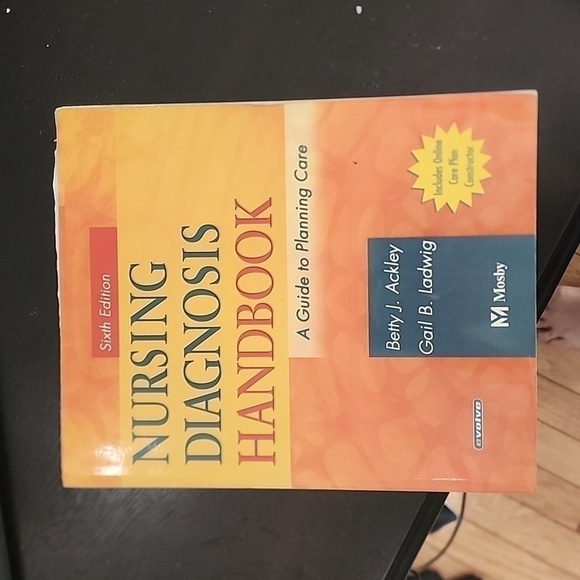 Sixth Edition
NURSING
DIAGNOSIS
HANDBOOK
A Guide to Planning Care
Includes Online
Care Plan
Constructor
Betty J. Ackley
Gail B. Ladwig
M Mosby
evolve